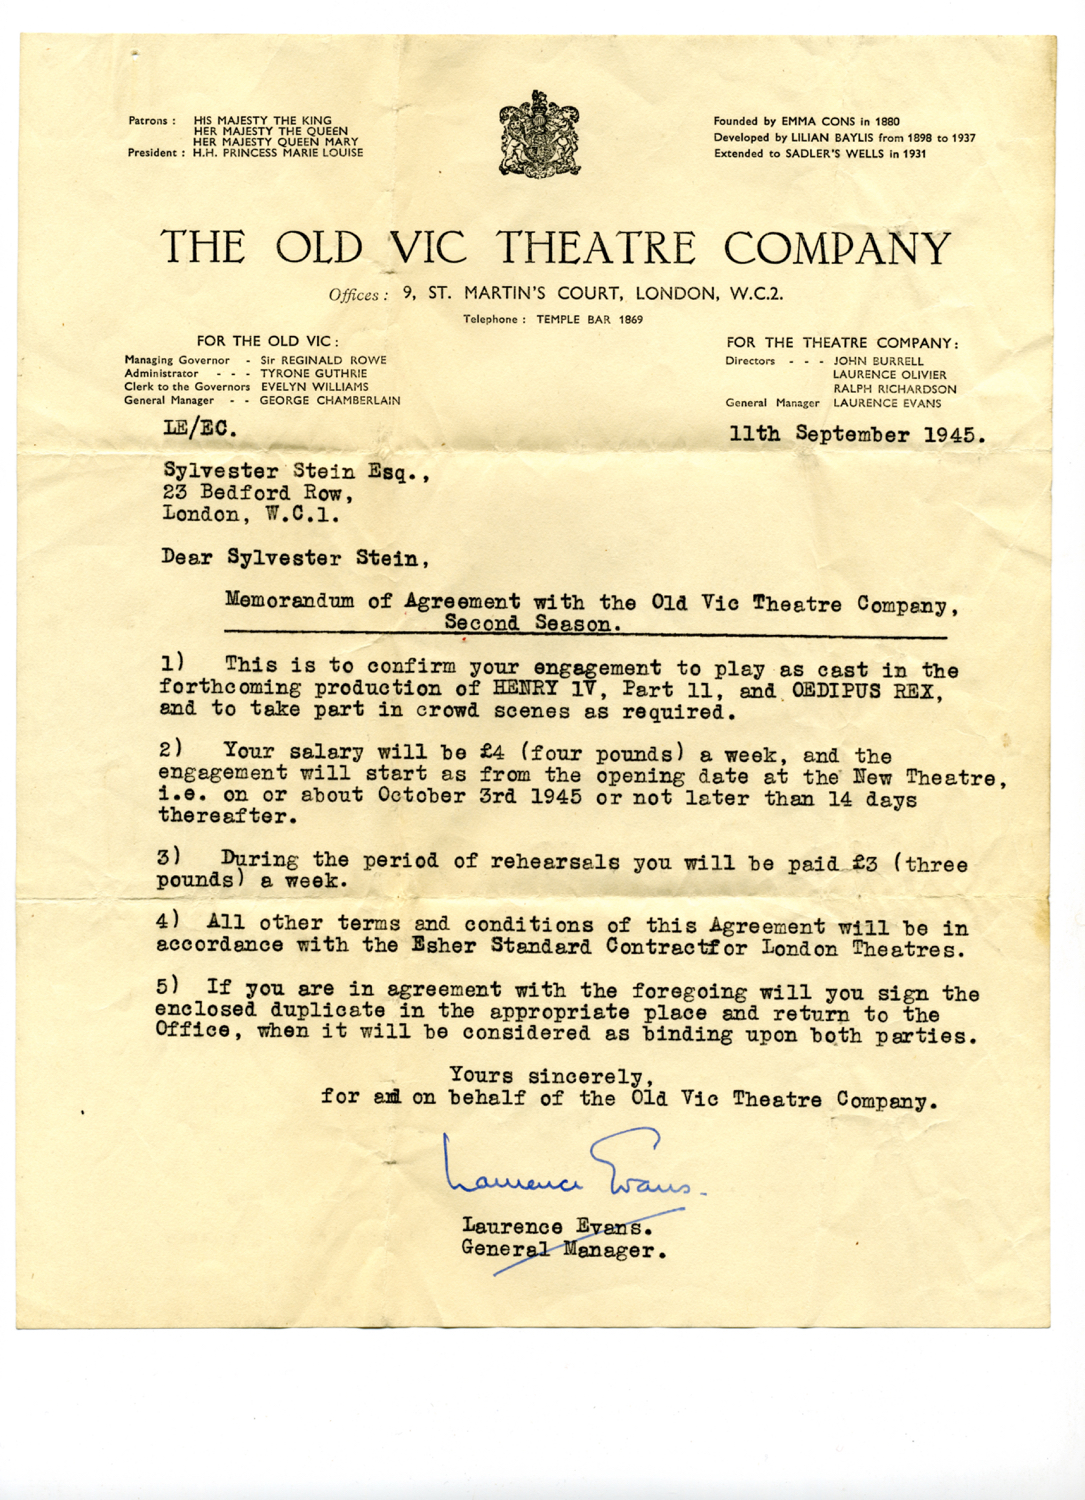 Patrons : HIS MAJESTY THE KING
HER MAJESTY THE QUEEN
HER MAJESTY QUEEN MARY
President : H.H. PRINCESS MARIE LOUISE
Founded by EMMA CONS in 1880
Developed by LILIAN BAYLIS from 1898 to 1937
Extended to SADLER'S WELLS in 1931
THE OLD VIC THEATRE COMPANY
Offices : 9, ST. MARTIN'S COURT, LONDON, W.C.2.
Telephone : TEMPLE BAR 1869
FOR THE OLD VIC :
Managing Governor - Sir REGINALD ROWE
Administrator - - - TYRONE GUTHRIE
Clerk to the Governors EVELYN WILLIAMS
General Manager - - GEORGE CHAMBERLAIN
FOR THE THEATRE COMPANY :
Directors - - - JOHN BURRELL
LAURENCE OLIVIER
RALPH RICHARDSON
General Manager LAURENCE EVANS
LE/EC.
11th September 1945.
Sylvester Stein Esq.,
23 Bedford Row,
London, W.C.1.
Dear Sylvester Stein,
Memorandum of Agreement with the Old Vic Theatre Company,
Second Season.
1) This is to confirm your engagement to play as cast in the
forthcoming production of HENRY 1V, Part 11, and OEDIPUS REX,
and to take part in crowd scenes as required.
2) Your salary will be £4 (four pounds) a week, and the
engagement will start as from the opening date at the New Theatre,
i.e. on or about October 3rd 1945 or not later than 14 days
thereafter.
3) During the period of rehearsals you will be paid £3 (three
pounds) a week.
4) All other terms and conditions of this Agreement will be in
accordance with the Esher Standard Contractfor London Theatres.
5) If you are in agreement with the foregoing will you sign the
enclosed duplicate in the appropriate place and return to the
Office, when it will be considered as binding upon both parties.
Yours sincerely,
for and on behalf of the Old Vic Theatre Company.
Laurence Evans.
Laurence Evans.
General Manager.